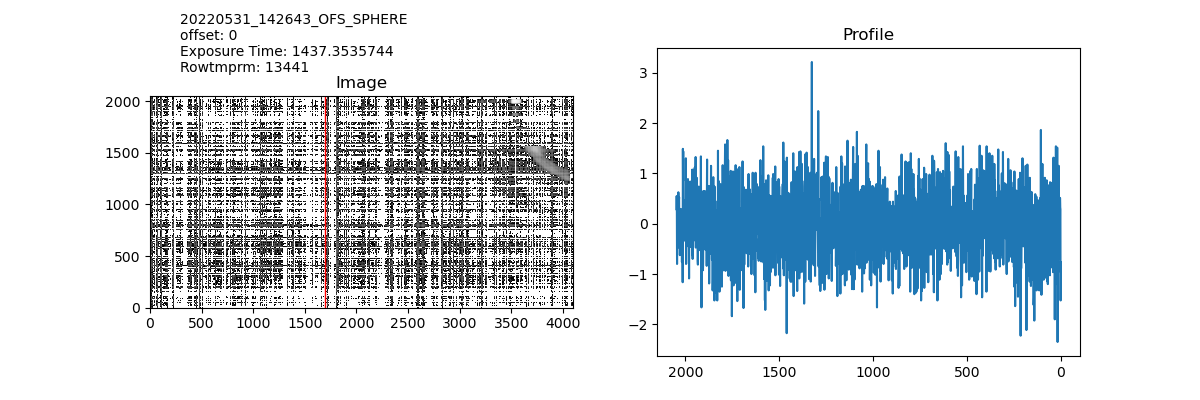 20220531_142643_OFS_SPHERE
offset: 0
Exposure Time: 1437.3535744
Rowtmprm: 13441
Image
2000
1500
1000
500
0
0 500 1000 1500 2000 2500 3000 3500 4000
Profile
3
2
1
0
−1
−2
2000 1500 1000 500 0